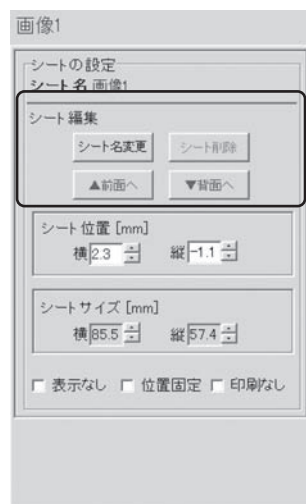 画像1
シートの設定
シート名 画像1
シート編集
シート名変更 シート削除
▲前面へ ▼背面へ
シート位置 [mm]
横 2.3 縦 -1.1
シートサイズ [mm]
横 85.5 縦 57.4
表示なし 位置固定 印刷なし